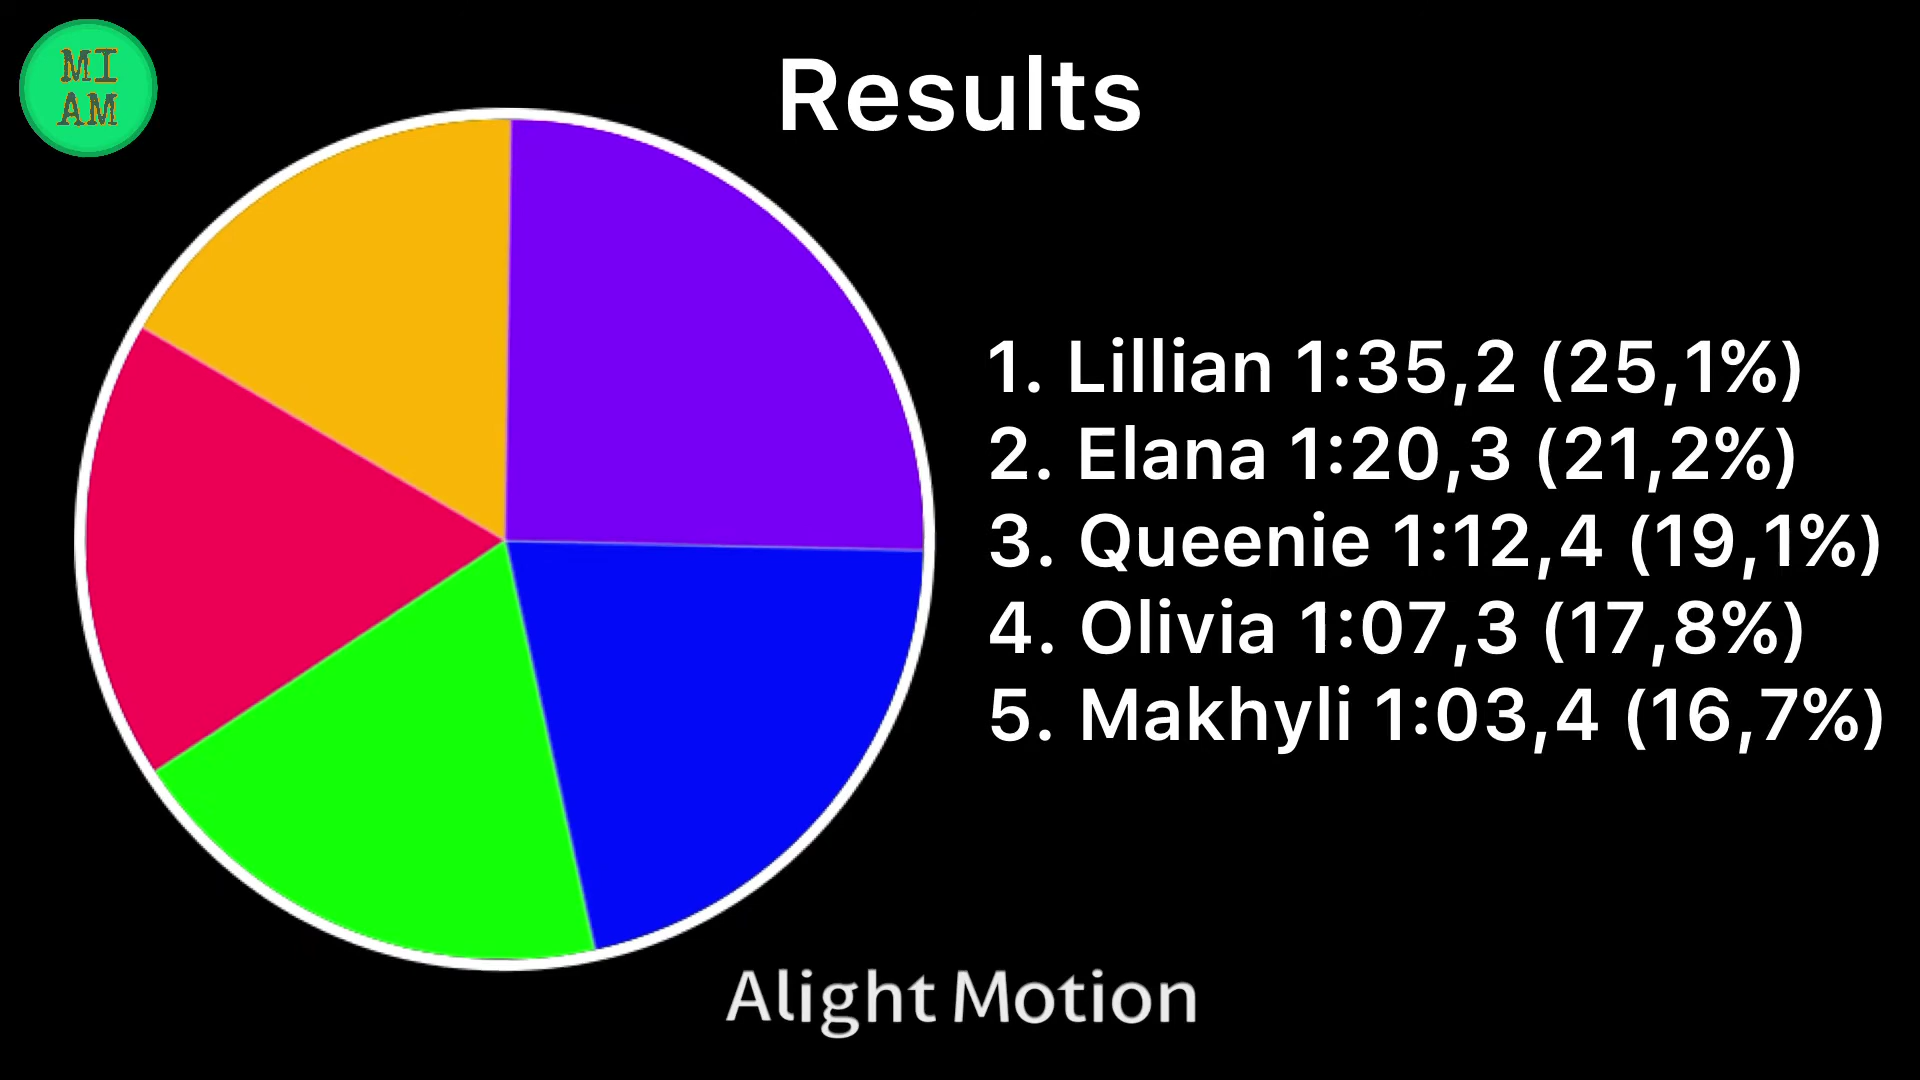 MI
AM
Results
1. Lillian 1:35,2 (25,1%)
2. Elana 1:20,3 (21,2%)
3. Queenie 1:12,4 (19,1%)
4. Olivia 1:07,3 (17,8%)
5. Makhyli 1:03,4 (16,7%)
Alight Motion